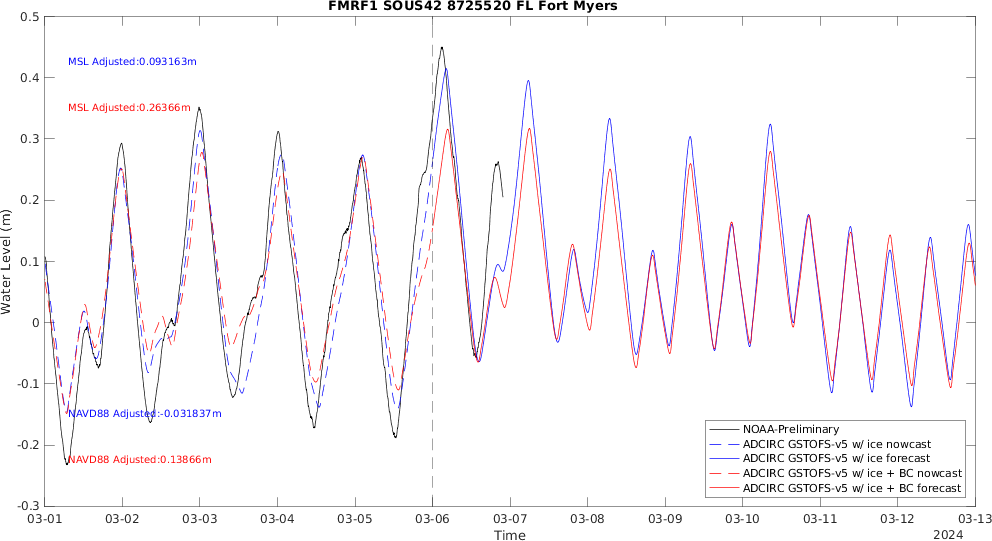 FMRF1 SOUS42 8725520 FL Fort Myers
0.5
0.4
0.3
0.2
0.1
0
-0.1
-0.2
-0.3
Water Level (m)
MSL Adjusted:0.093163m
MSL Adjusted:0.26366m
NAVD88 Adjusted:-0.031837m
NAVD88 Adjusted:0.13866m
NOAA-Preliminary
ADCIRC GSTOFS-v5 w/ ice nowcast
ADCIRC GSTOFS-v5 w/ ice forecast
ADCIRC GSTOFS-v5 w/ ice + BC nowcast
ADCIRC GSTOFS-v5 w/ ice + BC forecast
03-01 03-02 03-03 03-04 03-05 03-06 03-07 03-08 03-09 03-10 03-11 03-12 03-13
Time
2024